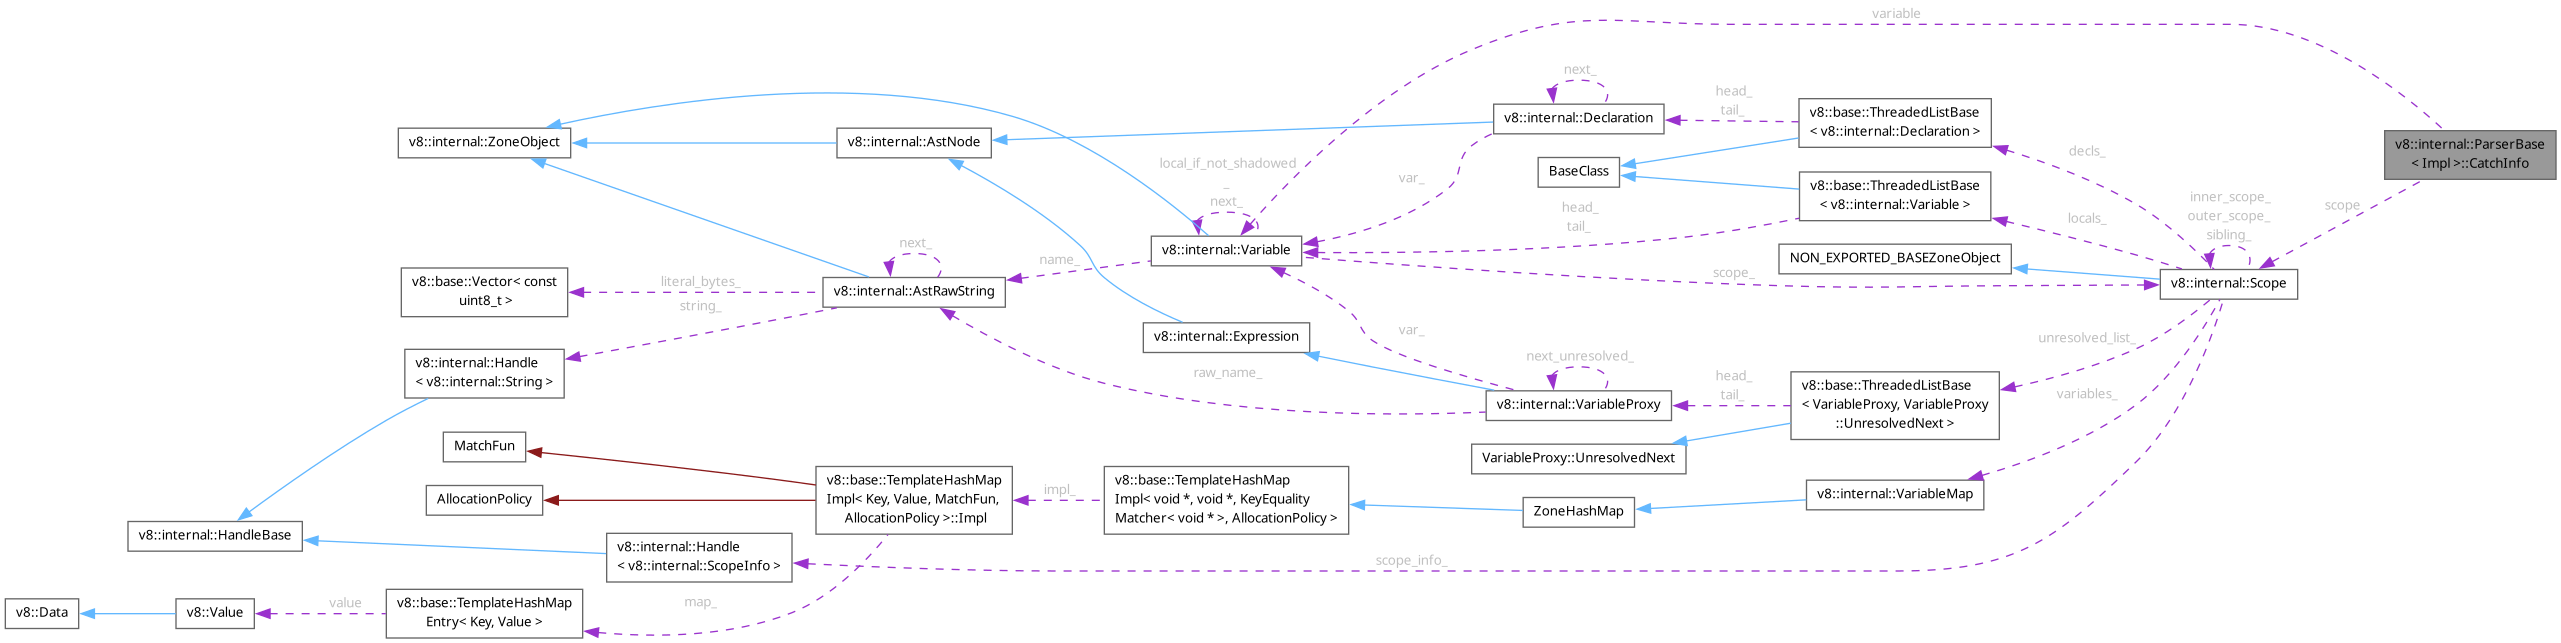 variable
next_
head_
tail_
v8::base::ThreadedListBase
< v8::internal::Declaration >
v8::internal::Declaration
v8::internal::ZoneObject
v8::internal::AstNode
v8::internal::ParserBase
< Impl >::CatchInfo
decls_
local_if_not_shadowed
_
next_
var_
BaseClass
v8::base::ThreadedListBase
< v8::internal::Variable >
inner_scope_
outer_scope_
sibling_
scope
head_
tail_
locals_
v8::internal::Variable
next_
name_
NON_EXPORTED_BASEZoneObject
scope_
v8::internal::Scope
v8::base::Vector< const
uint8_t >
literal_bytes_
v8::internal::AstRawString
string_
v8::internal::Expression
var_
unresolved_list_
v8::internal::Handle
< v8::internal::String >
raw_name_
next_unresolved_
head_
tail_
v8::internal::VariableProxy
v8::base::ThreadedListBase
< VariableProxy, VariableProxy
::UnresolvedNext >
variables_
MatchFun
VariableProxy::UnresolvedNext
AllocationPolicy
v8::base::TemplateHashMap
Impl< Key, Value, MatchFun,
AllocationPolicy >::Impl
impl_
v8::base::TemplateHashMap
Impl< void *, void *, KeyEquality
Matcher< void * >, AllocationPolicy >
ZoneHashMap
v8::internal::VariableMap
v8::internal::HandleBase
v8::internal::Handle
< v8::internal::ScopeInfo >
scope_info_
v8::Data
v8::Value
value
v8::base::TemplateHashMap
Entry< Key, Value >
map_